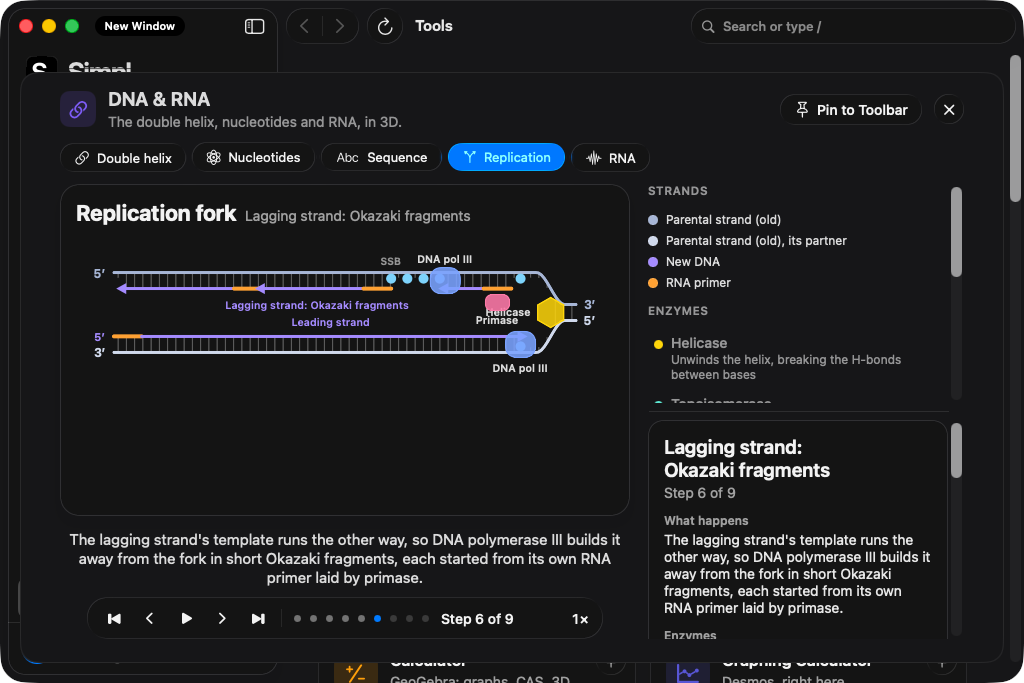 New Window
Tools
Search or type /
Simpl
DNA & RNA
The double helix, nucleotides and RNA, in 3D.
Pin to Toolbar
Double helix
Nucleotides
Abc Sequence
Replication
RNA
Replication fork Lagging strand: Okazaki fragments
SSB
DNA pol III
5′
3′
Lagging strand: Okazaki fragments
Helicase
Primase
5′
Leading strand
5′
3′
DNA pol III
The lagging strand's template runs the other way, so DNA polymerase III builds it
away from the fork in short Okazaki fragments, each started from its own RNA
primer laid by primase.
Step 6 of 9
1×
STRANDS
Parental strand (old)
Parental strand (old), its partner
New DNA
RNA primer
ENZYMES
Helicase
Unwinds the helix, breaking the H-bonds
between bases
Topoisomerase
Lagging strand:
Okazaki fragments
Step 6 of 9
What happens
The lagging strand's template runs the
other way, so DNA polymerase III builds it
away from the fork in short Okazaki
fragments, each started from its own
RNA primer laid by primase.
Enzymes
Calculator
GeoGebra: graphs, CAS, 3D
Graphing Calculator
Desmos, right here